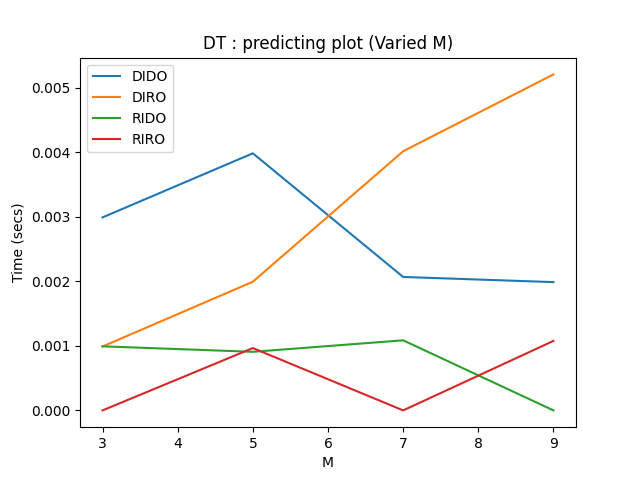 DT : predicting plot (Varied M)
DIDO
DIRO
RIDO
RIRO
0.005
0.004
0.003
0.002
0.001
0.000
Time (secs)
3 4 5 6 7 8 9
M